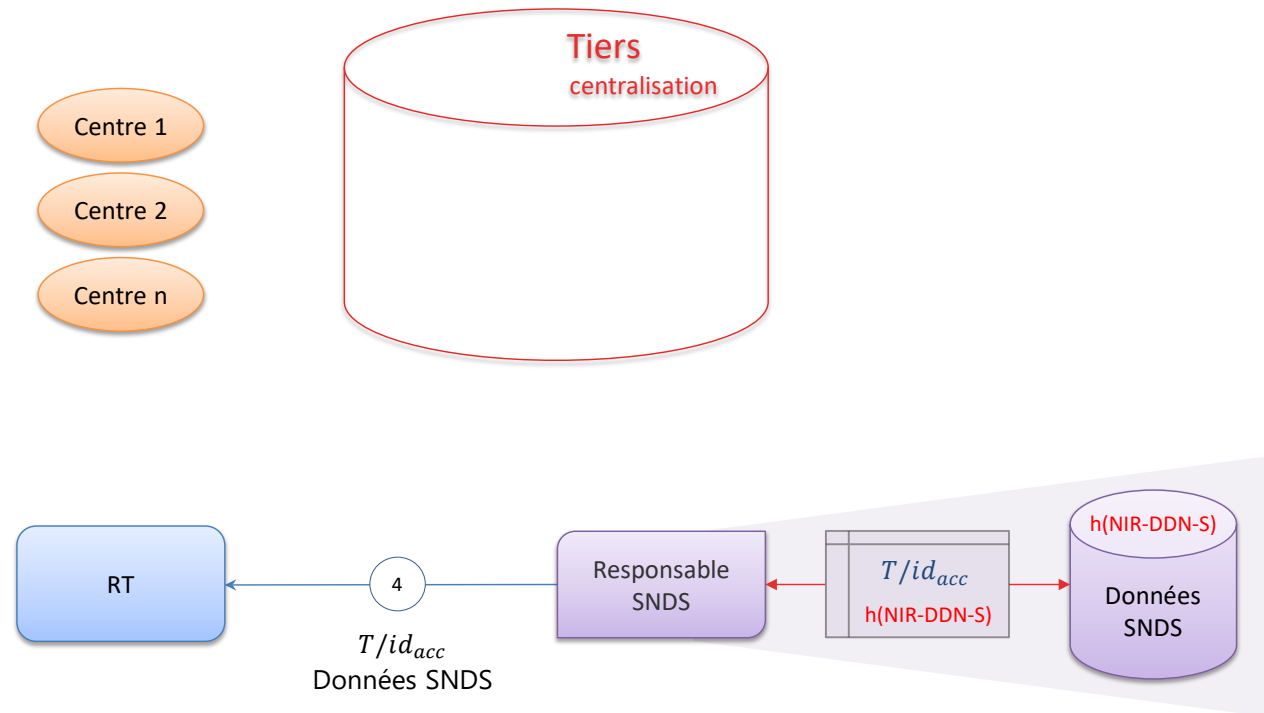 Tiers
centralisation
Centre 1
Centre 2
Centre n
RT
4
T/id_acc
Données SNDS
Responsable
SNDS
T/id_acc
h(NIR-DDN-S)
h(NIR-DDN-S)
Données
SNDS